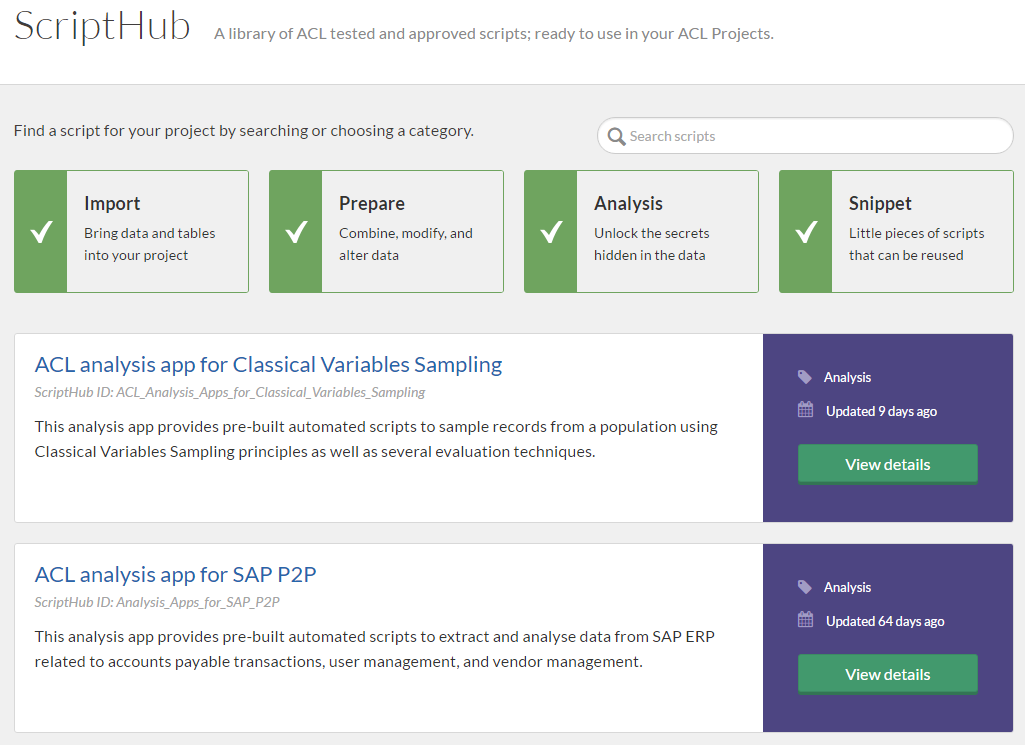 ScriptHub A library of ACL tested and approved scripts; ready to use in your ACL Projects.
Find a script for your project by searching or choosing a category.
Search scripts
Import
Bring data and tables
into your project
Prepare
Combine, modify, and
alter data
Analysis
Unlock the secrets
hidden in the data
Snippet
Little pieces of scripts
that can be reused
ACL analysis app for Classical Variables Sampling
ScriptHub ID: ACL_Analysis_Apps_for_Classical_Variables_Sampling
This analysis app provides pre-built automated scripts to sample records from a population using
Classical Variables Sampling principles as well as several evaluation techniques.
Analysis
Updated 9 days ago
View details
ACL analysis app for SAP P2P
ScriptHub ID: Analysis_Apps_for_SAP_P2P
This analysis app provides pre-built automated scripts to extract and analyse data from SAP ERP
related to accounts payable transactions, user management, and vendor management.
Analysis
Updated 64 days ago
View details